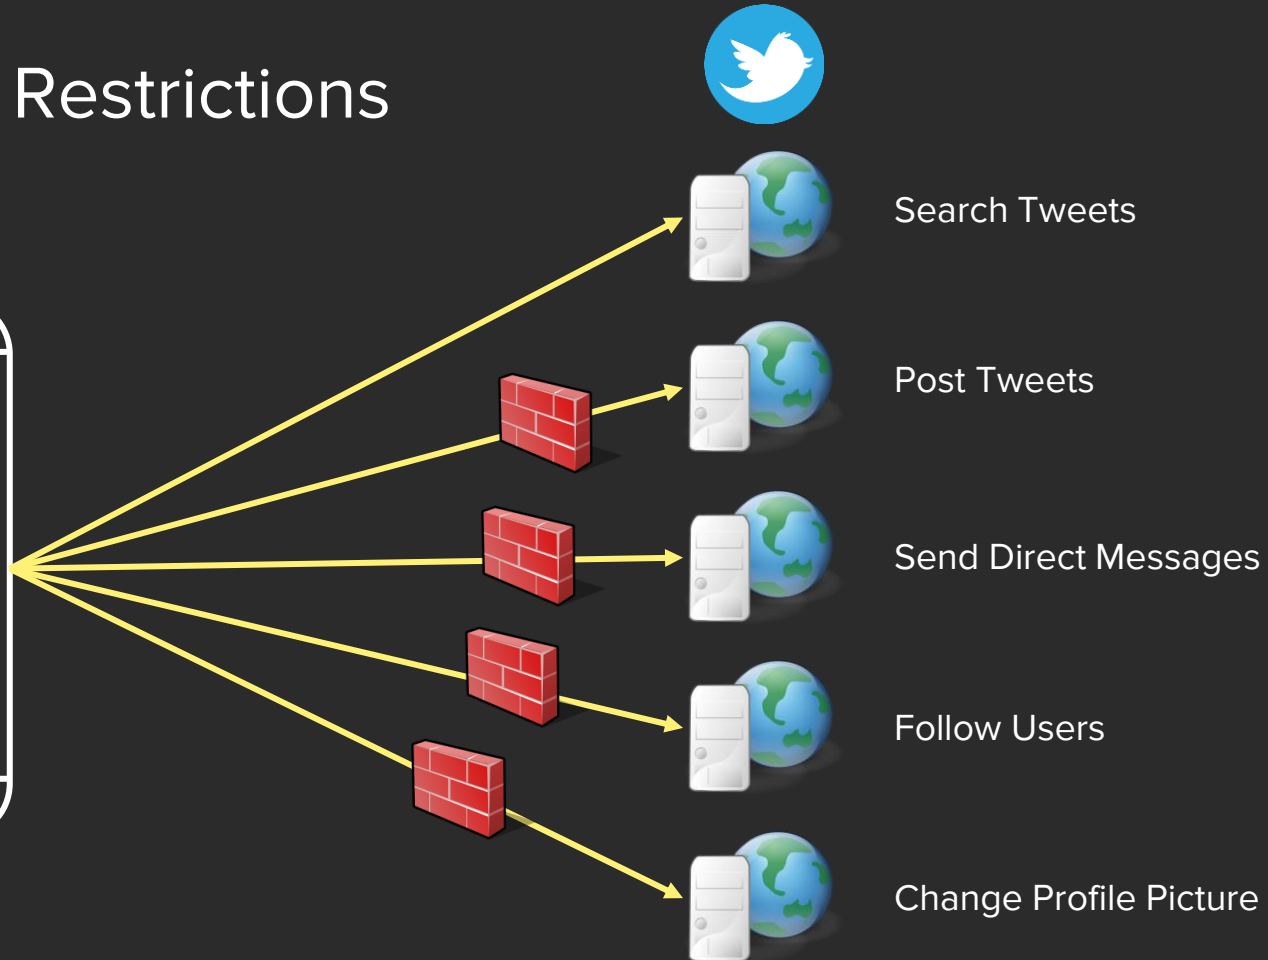 Restrictions
Search Tweets
Post Tweets
Send Direct Messages
Follow Users
Change Profile Picture